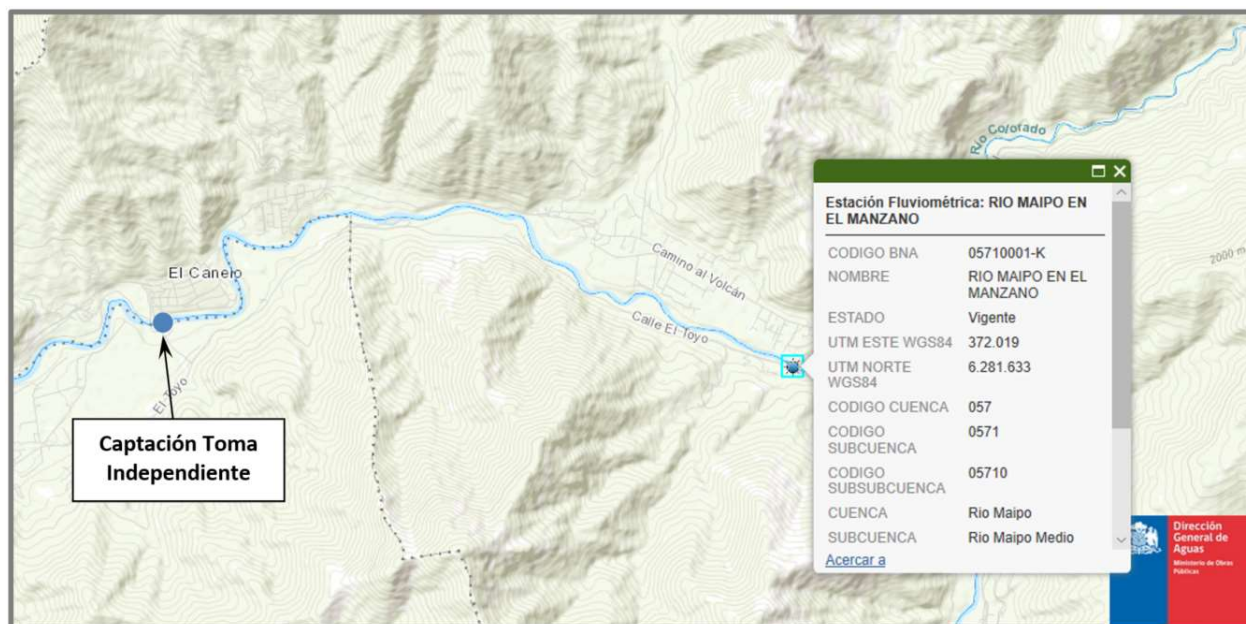 Río Colorado
Estación Fluviométrica: RIO MAIPO EN
EL MANZANO
CODIGO BNA 05710001-K
NOMBRE RIO MAIPO EN EL
MANZANO
ESTADO Vigente
UTM ESTE WGS84 372.019
UTM NORTE 6.281.633
WGS84
CODIGO CUENCA 057
CODIGO 0571
SUBCUENCA
CODIGO 05710
SUBSUBCUENCA
CUENCA Rio Maipo
SUBCUENCA Rio Maipo Medio
Acercar a
2000 m
Camino al Volcán
El Canelo
Calle El Toyo
El Toyo
Captación Toma
Independiente
Dirección
General de
Aguas
Ministerio de Obras
Públicas